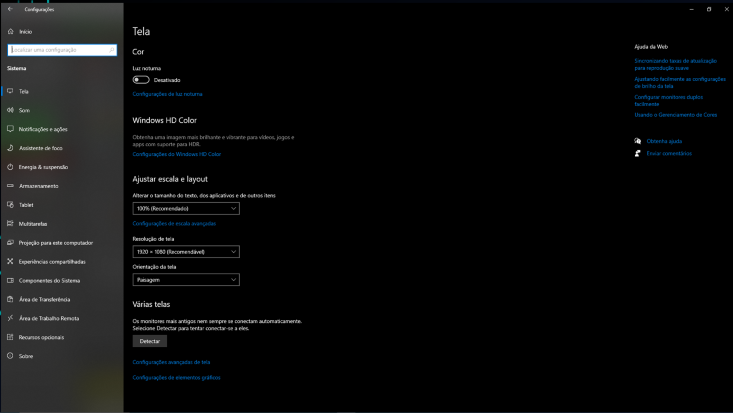 Configurações
Início
Localizar uma configuração
Sistema
Tela
Som
Notificações e ações
Assistente de foco
Energia & suspensão
Armazenamento
Tablet
Multitarefas
Projeção para este computador
Experiências compartilhadas
Componentes do Sistema
Área de Transferência
Área de Trabalho Remota
Recursos opcionais
Sobre
Tela
Cor
Luz noturna
Desativado
Configurações de luz noturna
Windows HD Color
Obtenha uma imagem mais brilhante e vibrante para vídeos, jogos e
apps com suporte para HDR.
Configurações do Windows HD Color
Ajustar escala e layout
Alterar o tamanho do texto, dos aplicativos e de outros itens
100% (Recomendado)
Configurações de escala avançadas
Resolução de tela
1920 × 1080 (Recomendável)
Orientação da tela
Paisagem
Várias telas
Os monitores mais antigos nem sempre se conectam automaticamente.
Selecione Detectar para tentar conectar-se a eles.
Detectar
Configurações avançadas de tela
Configurações de elementos gráficos
Ajuda da Web
Sincronizando taxas de atualização
para reprodução suave
Ajustando facilmente as configurações
de brilho da tela
Configurar monitores duplos
facilmente
Usando o Gerenciamento de Cores
Obtenha ajuda
Enviar comentários